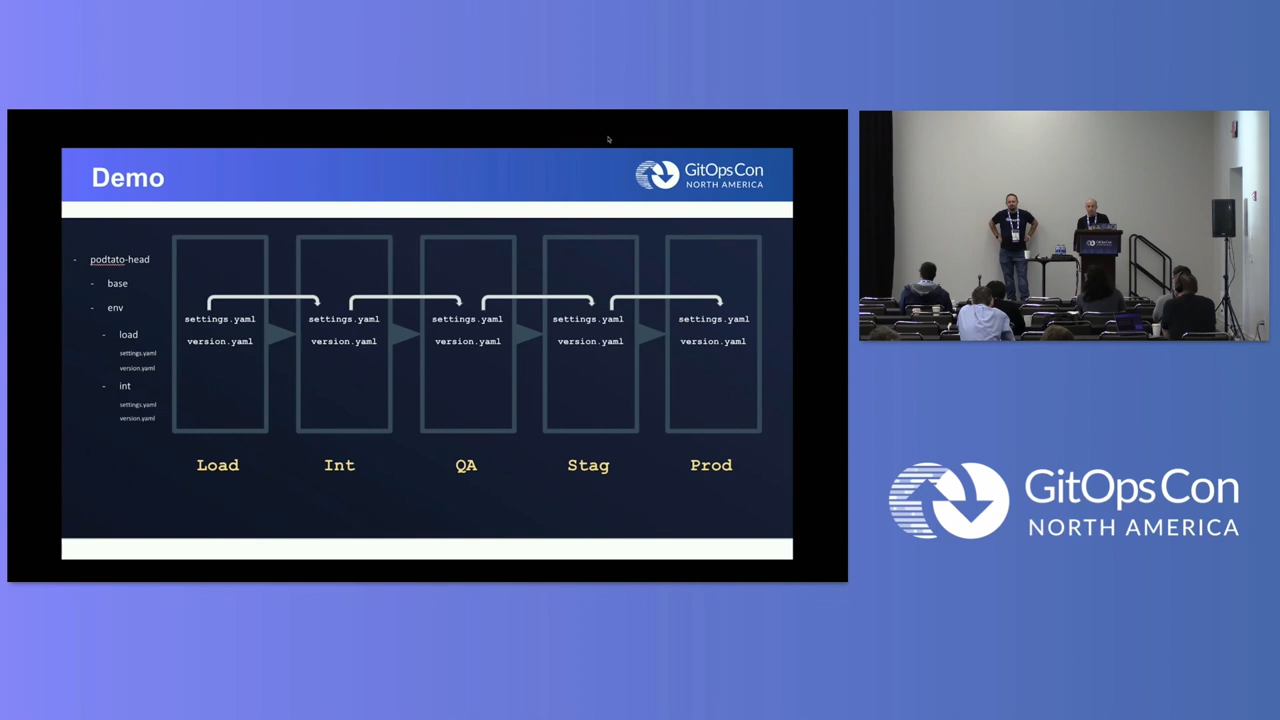 Demo
GitOpsCon
NORTH AMERICA
- podtato-head
- base
- env
- load
settings.yaml
version.yaml
- int
settings.yaml
version.yaml
settings.yaml settings.yaml settings.yaml settings.yaml settings.yaml
version.yaml version.yaml version.yaml version.yaml version.yaml
Load Int QA Stag Prod
GitOpsCon
GitOpsCon
NORTH AMERICA